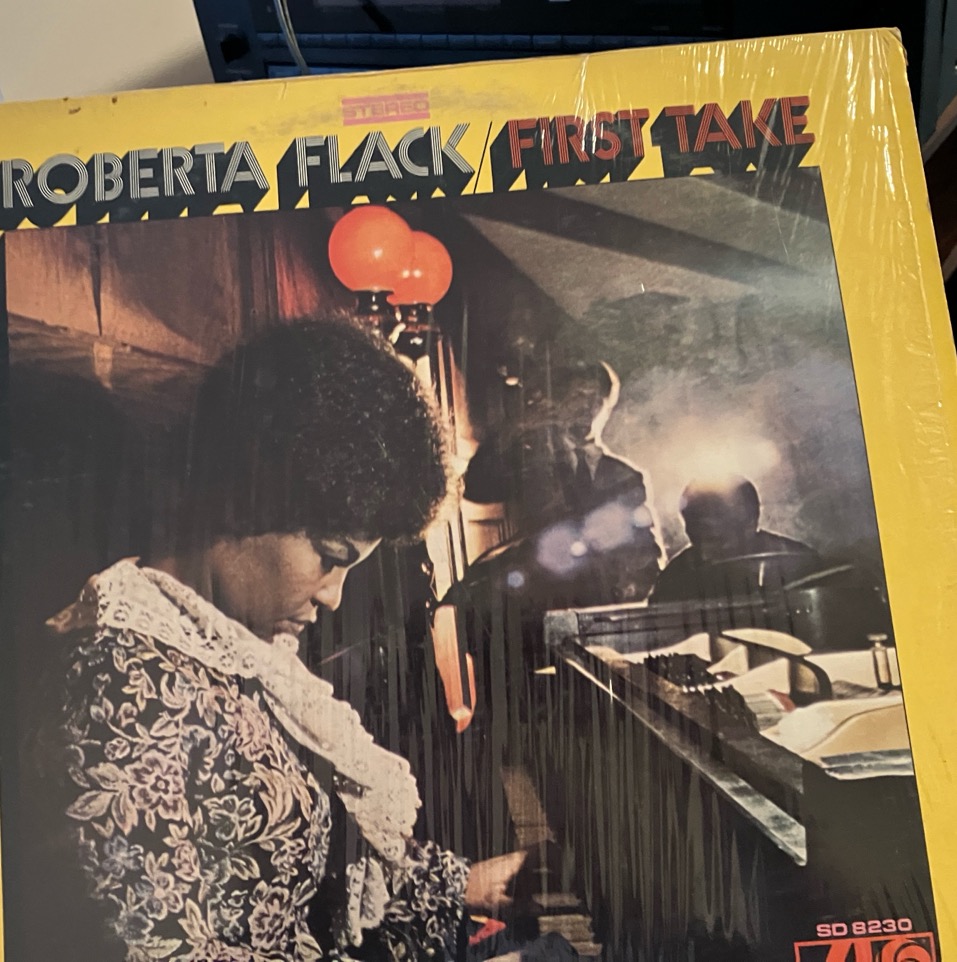 STEREO
ROBERTA FLACK/FIRST TAKE
SD 8230